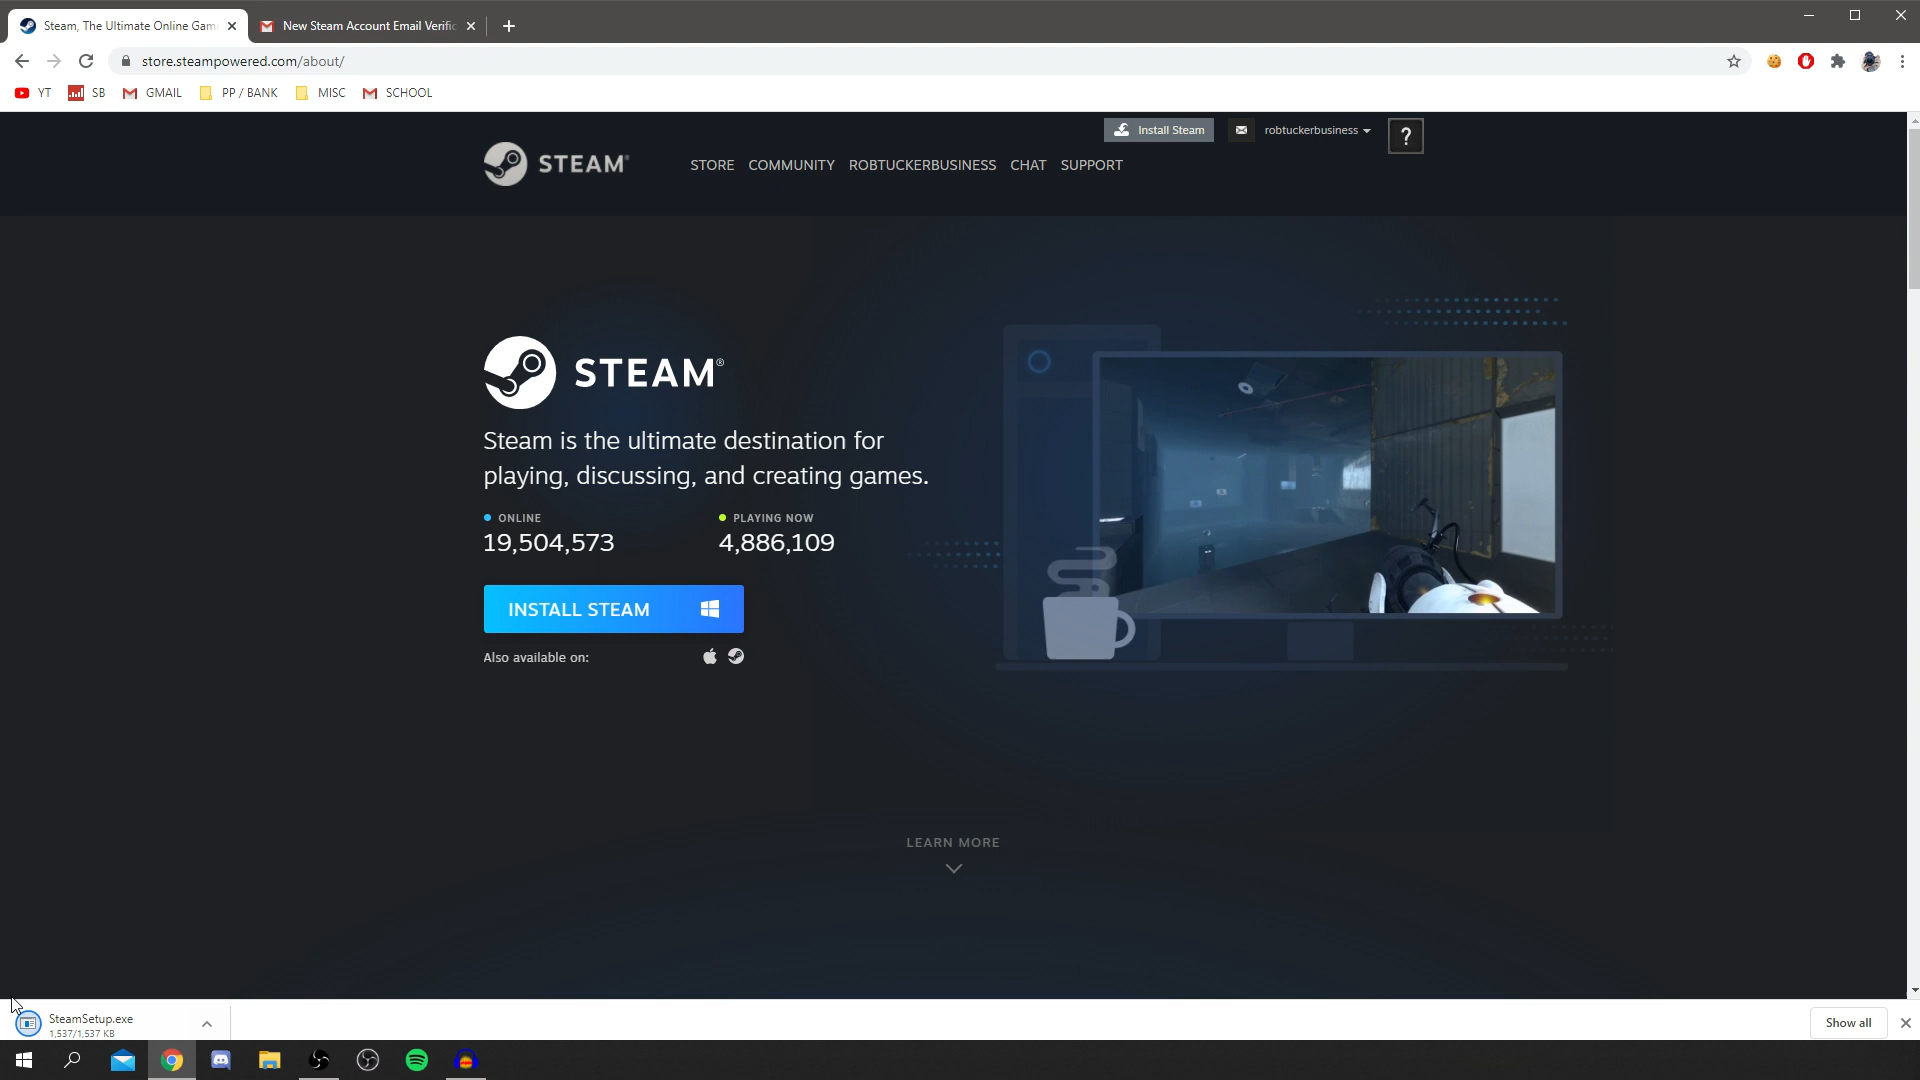 Steam, The Ultimate Online Gam
New Steam Account Email Verific
store.steampowered.com/about/
YT
SB
GMAIL
PP / BANK
MISC
SCHOOL
Install Steam
robtuckerbusiness
?
STEAM®
STORE
COMMUNITY
ROBTUCKERBUSINESS
CHAT
SUPPORT
STEAM®
Steam is the ultimate destination for
playing, discussing, and creating games.
ONLINE
19,504,573
PLAYING NOW
4,886,109
INSTALL STEAM
Also available on:
LEARN MORE
SteamSetup.exe
1,537/1,537 KB
Show all